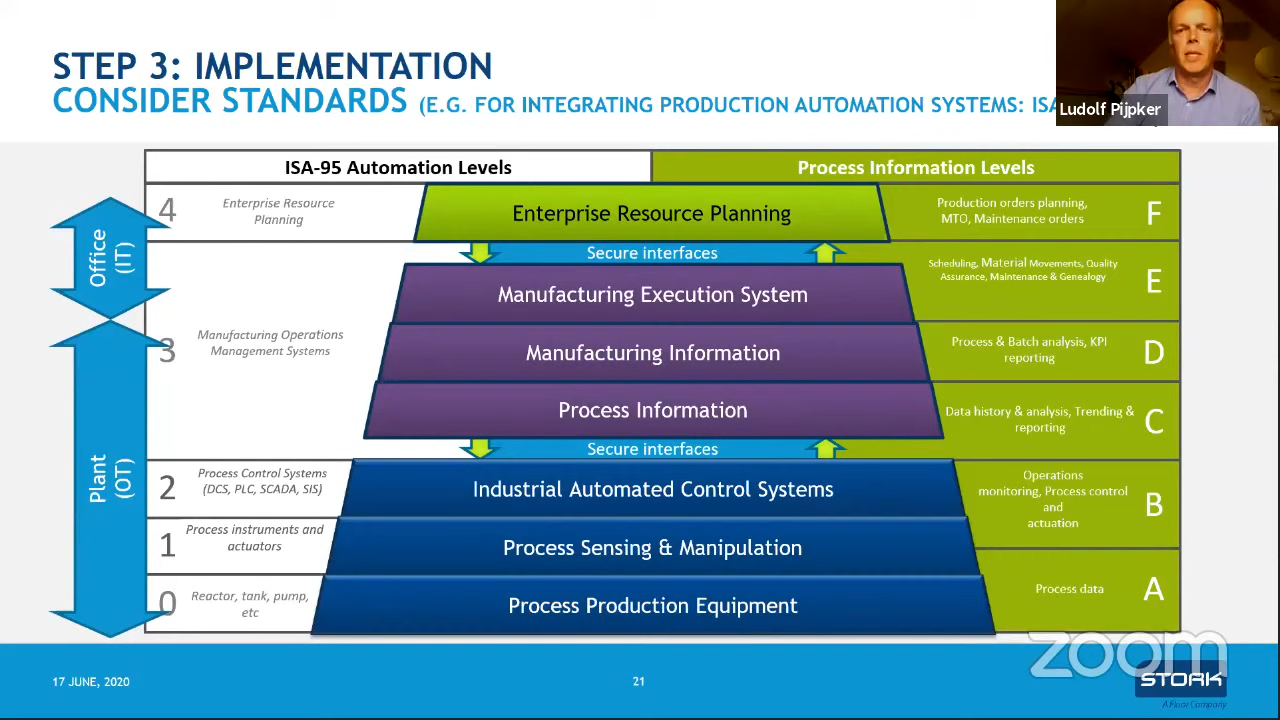 STEP 3: IMPLEMENTATION
CONSIDER STANDARDS (E.G. FOR INTEGRATING PRODUCTION AUTOMATION SYSTEMS: ISA
Ludolf Pijpker
ISA-95 Automation Levels
Process Information Levels
4
Enterprise Resource
Planning
Enterprise Resource Planning
Production orders planning,
MTO, Maintenance orders
F
Office
(IT)
Secure interfaces
Manufacturing Execution System
Scheduling, Material Movements, Quality
Assurance, Maintenance & Genealogy
E
3
Manufacturing Operations
Management Systems
Manufacturing Information
Process & Batch analysis, KPI
reporting
D
Process Information
Data history & analysis, Trending &
reporting
C
Secure interfaces
Plant
(OT)
2
Process Control Systems
(DCS, PLC, SCADA, SIS)
Industrial Automated Control Systems
Operations
monitoring, Process control
and
actuation
B
1
Process instruments and
actuators
Process Sensing & Manipulation
0
Reactor, tank, pump,
etc
Process Production Equipment
Process data
A
zoom
17 JUNE, 2020
21
STORK
A Fluor Company